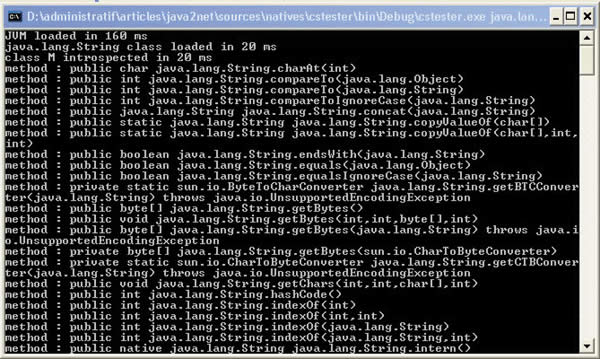 D:\administratif\articles\java2net\sources\natives\cstester\bin\Debug\cstester.exe java.lan...
JVM loaded in 160 ms
java.lang.String class loaded in 20 ms
class M introspected in 20 ms
method : public char java.lang.String.charAt(int)
method : public int java.lang.String.compareTo(java.lang.Object)
method : public int java.lang.String.compareTo(java.lang.String)
method : public int java.lang.String.compareToIgnoreCase(java.lang.String)
method : public java.lang.String java.lang.String.concat(java.lang.String)
method : public static java.lang.String java.lang.String.copyValueOf(char[])
method : public static java.lang.String java.lang.String.copyValueOf(char[],int,
int)
method : public boolean java.lang.String.endsWith(java.lang.String)
method : public boolean java.lang.String.equals(java.lang.Object)
method : public boolean java.lang.String.equalsIgnoreCase(java.lang.String)
method : private static sun.io.ByteToCharConverter java.lang.String.getBTCConver
ter(java.lang.String) throws java.io.UnsupportedEncodingException
method : public byte[] java.lang.String.getBytes()
method : public void java.lang.String.getBytes(int,int,byte[],int)
method : public byte[] java.lang.String.getBytes(java.lang.String) throws java.i
o.UnsupportedEncodingException
method : private byte[] java.lang.String.getBytes(sun.io.CharToByteConverter)
method : private static sun.io.CharToByteConverter java.lang.String.getCTBConver
ter(java.lang.String) throws java.io.UnsupportedEncodingException
method : public void java.lang.String.getChars(int,int,char[],int)
method : public int java.lang.String.hashCode()
method : public int java.lang.String.indexOf(int)
method : public int java.lang.String.indexOf(int,int)
method : public int java.lang.String.indexOf(java.lang.String)
method : public int java.lang.String.indexOf(java.lang.String,int)
method : public native java.lang.String java.lang.String.intern()